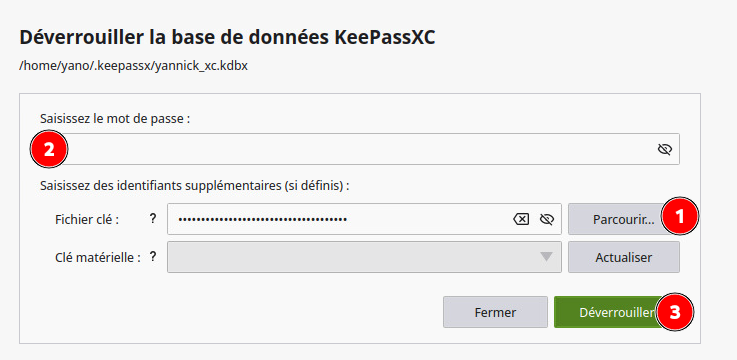 Déverrouiller la base de données KeePassXC
/home/yano/.keepassx/yannick_xc.kdbx
Saisissez le mot de passe :
2
Saisissez des identifiants supplémentaires (si définis) :
Fichier clé : ? ••••••••••••••••••••••••••••••••••••• Parcourir... 1
Clé matérielle : ? Actualiser
Fermer Déverrouiller 3